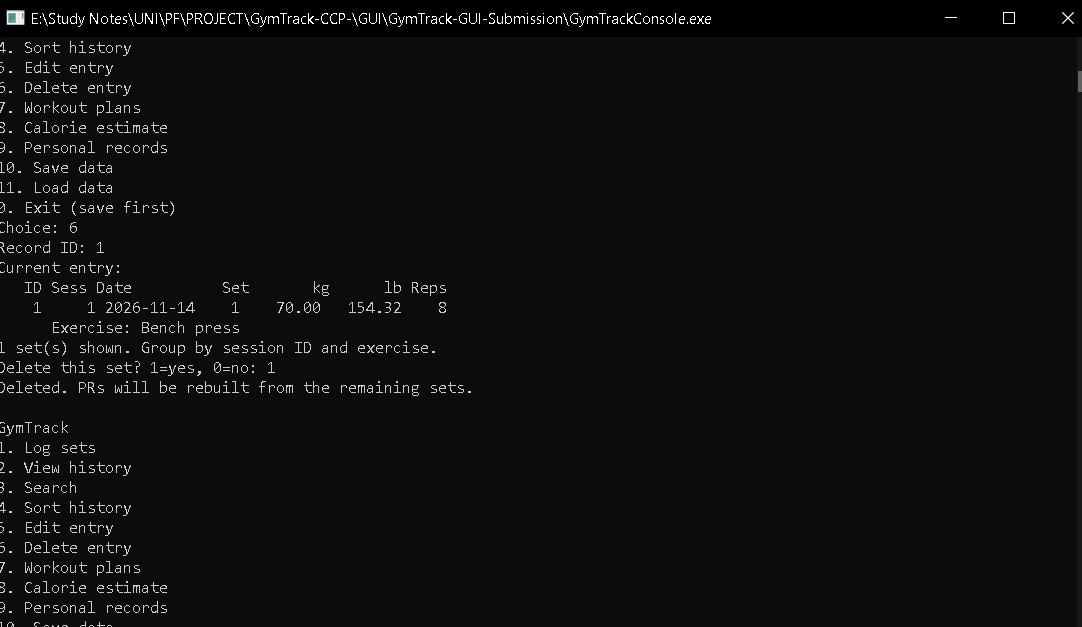 E:\Study Notes\UNI\PF\PROJECT\GymTrack-CCP-\GUI\GymTrack-GUI-Submission\GymTrackConsole.exe
4. Sort history
5. Edit entry
6. Delete entry
7. Workout plans
8. Calorie estimate
9. Personal records
10. Save data
11. Load data
0. Exit (save first)
Choice: 6
Record ID: 1
Current entry:
ID Sess Date Set kg lb Reps
1 1 2026-11-14 1 70.00 154.32 8
Exercise: Bench press
1 set(s) shown. Group by session ID and exercise.
Delete this set? 1=yes, 0=no: 1
Deleted. PRs will be rebuilt from the remaining sets.
GymTrack
1. Log sets
2. View history
3. Search
4. Sort history
5. Edit entry
6. Delete entry
7. Workout plans
8. Calorie estimate
9. Personal records
10. Save data